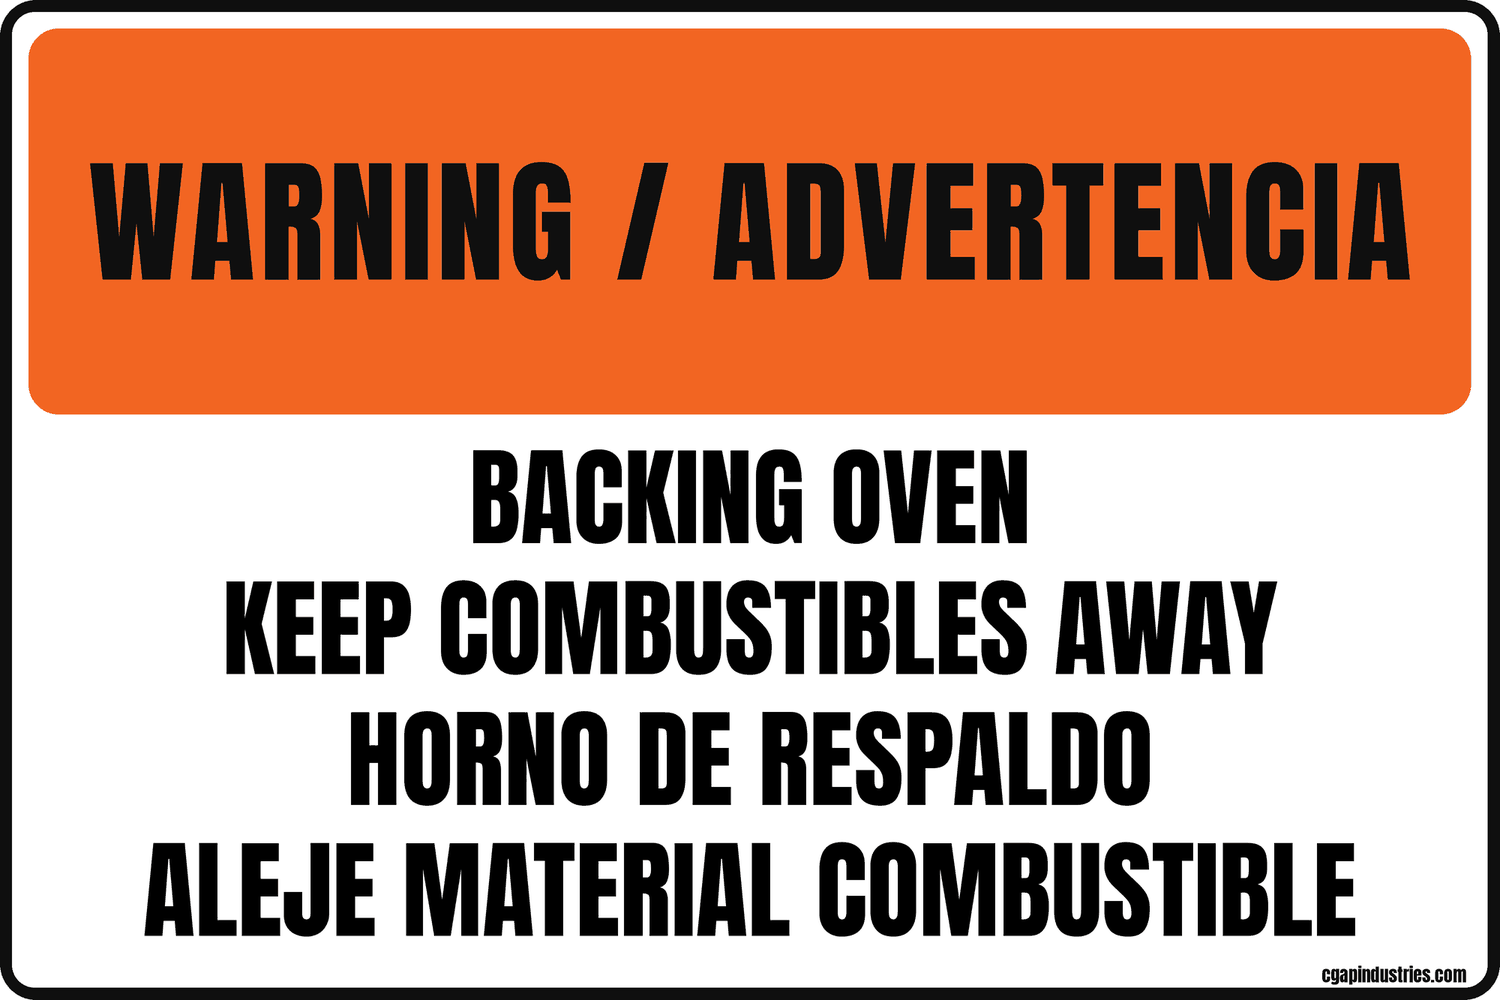 WARNING / ADVERTENCIA
BACKING OVEN
KEEP COMBUSTIBLES AWAY
HORNO DE RESPALDO
ALEJE MATERIAL COMBUSTIBLE
cgapindustries.com